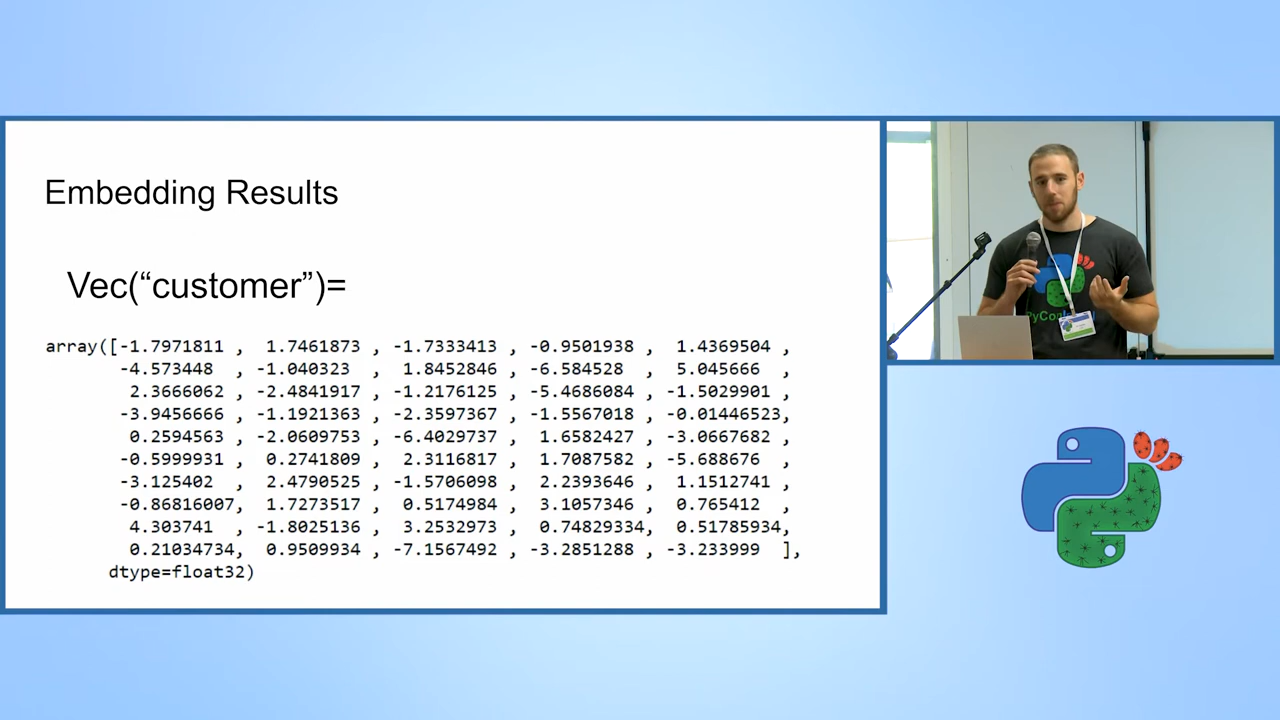 Embedding Results
Vec(“customer”)=
array([-1.7971811 , 1.7461873 , -1.7333413 , -0.9501938 , 1.4369504 ,
-4.573448 , -1.040323 , 1.8452846 , -6.584528 , 5.045666 ,
2.3666062 , -2.4841917 , -1.2176125 , -5.4686084 , -1.5029901 ,
-3.9456666 , -1.1921363 , -2.3597367 , -1.5567018 , -0.01446523,
0.2594563 , -2.0609753 , -6.4029737 , 1.6582427 , -3.0667682 ,
-0.5999931 , 0.2741809 , 2.3116817 , 1.7087582 , -5.688676 ,
-3.125402 , 2.4790525 , -1.5706098 , 2.2393646 , 1.1512741 ,
-0.86816007, 1.7273517 , 0.5174984 , 3.1057346 , 0.765412 ,
4.303741 , -1.8025136 , 3.2532973 , 0.74829334, 0.51785934,
0.21034734, 0.9509934 , -7.1567492 , -3.2851288 , -3.233999 ],
dtype=float32)